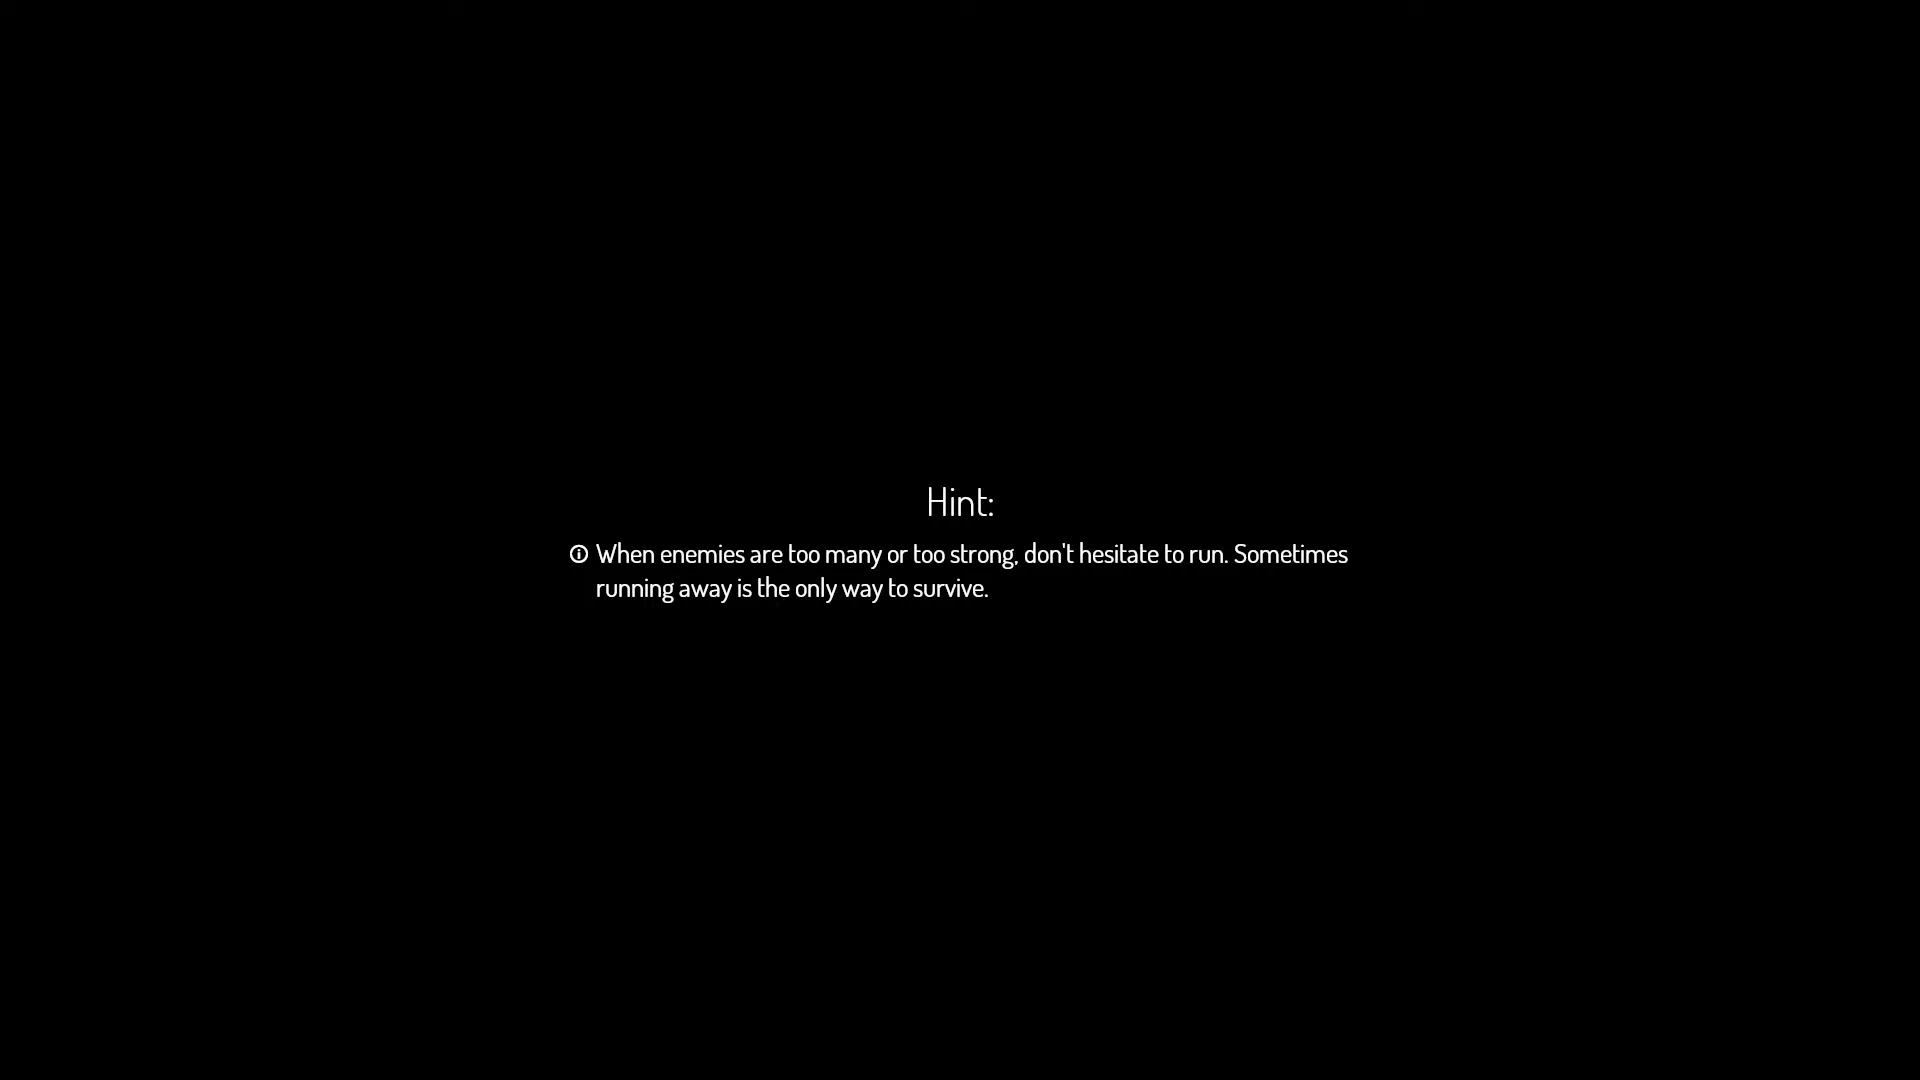 Hint:
When enemies are too many or too strong, don't hesitate to run. Sometimes
running away is the only way to survive.